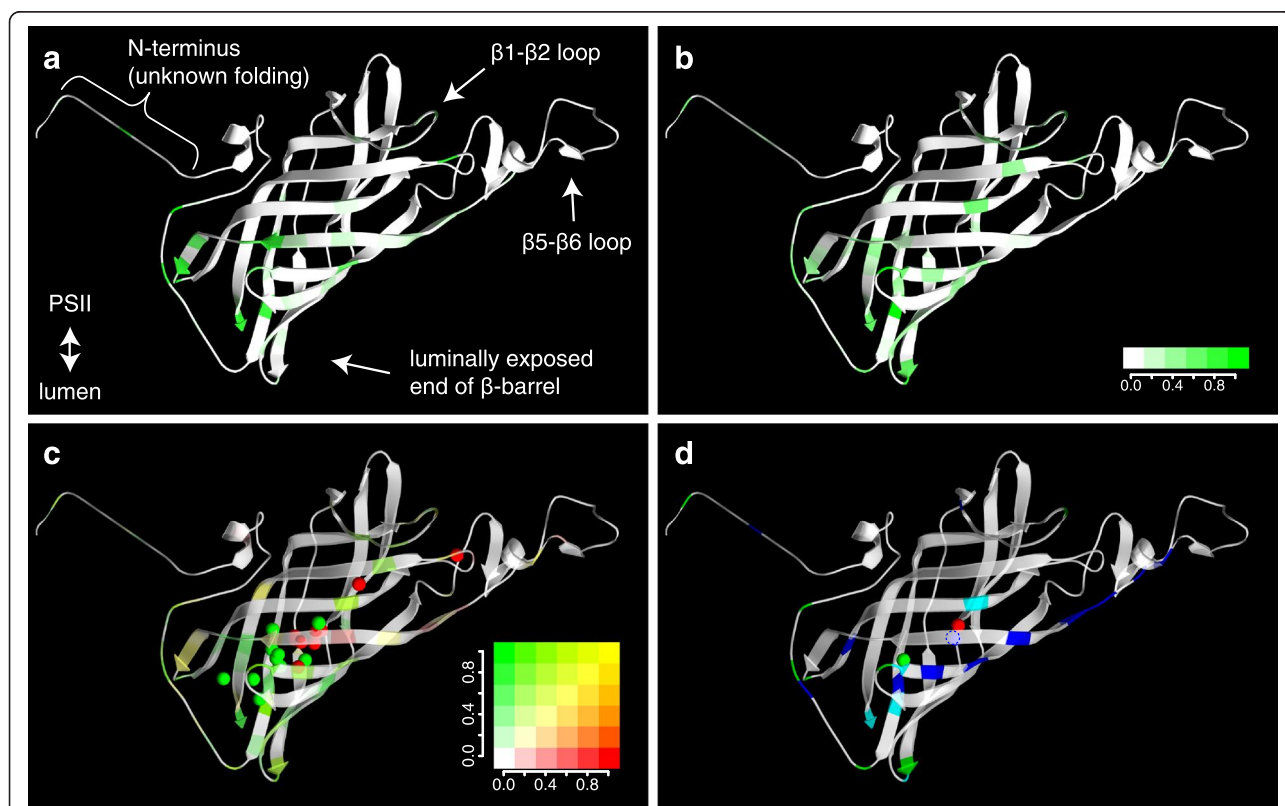 a
N-terminus
(unknown folding)
β1-β2 loop
β5-β6 loop
PSII
lumen
luminally exposed
end of β-barrel
b
0.0 0.4 0.8
c
0.8
0.4
0.0
0.0 0.4 0.8
d